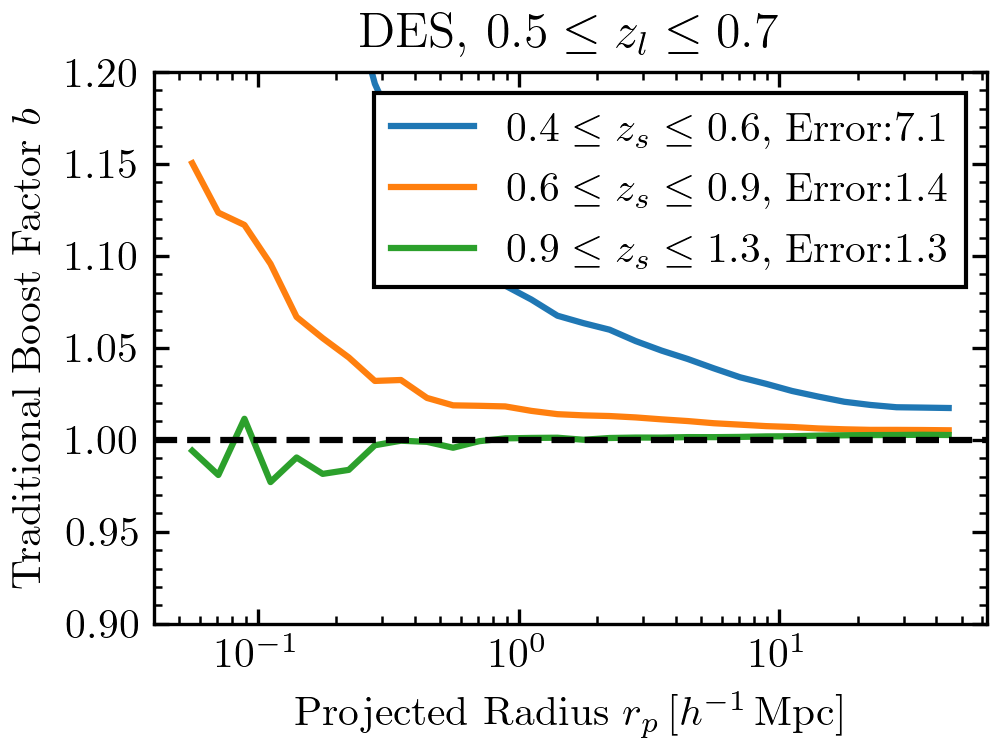 DES, 0.5 ≤ z_l ≤ 0.7
Traditional Boost Factor b
1.20
1.15
1.10
1.05
1.00
0.95
0.90
0.4 ≤ z_s ≤ 0.6, Error:7.1
0.6 ≤ z_s ≤ 0.9, Error:1.4
0.9 ≤ z_s ≤ 1.3, Error:1.3
10^−1 10^0 10^1
Projected Radius r_p [h^−1 Mpc]